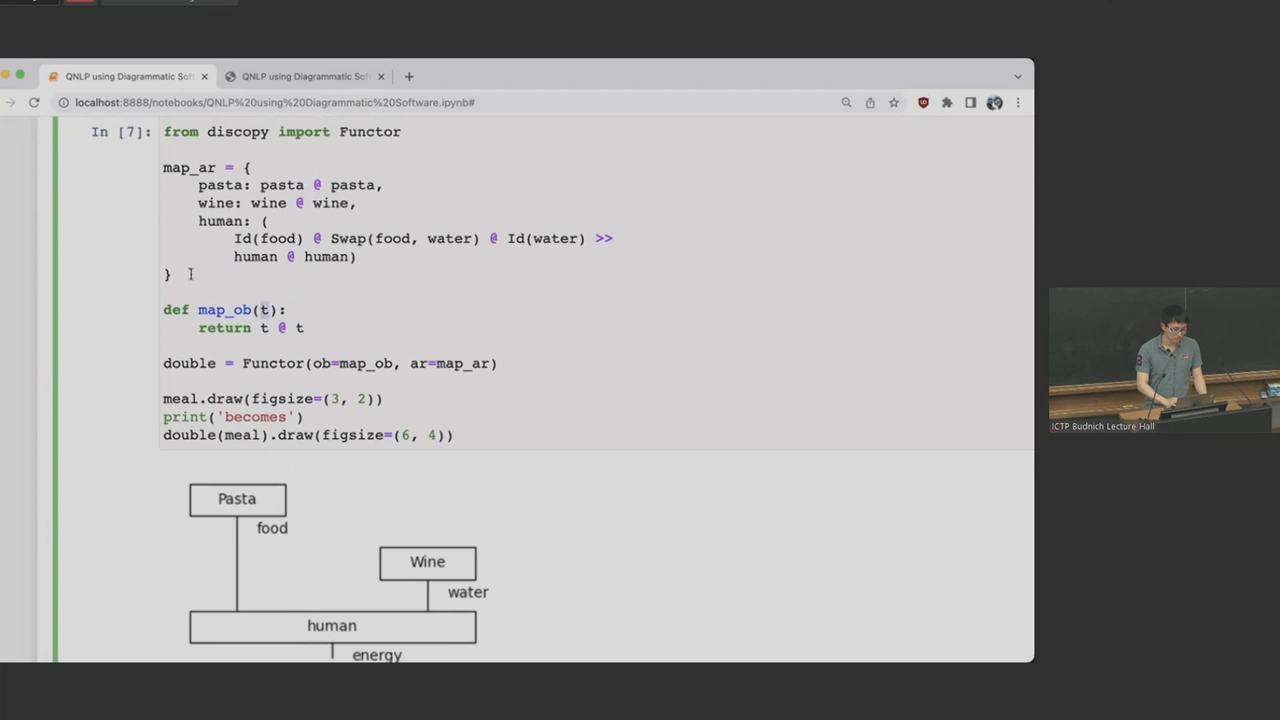 QNLP using Diagrammatic Sof
QNLP using Diagrammatic Sof
localhost:8888/notebooks/QNLP%20using%20Diagrammatic%20Software.ipynb#
In [7]: from discopy import Functor
map_ar = {
pasta: pasta @ pasta,
wine: wine @ wine,
human: (
Id(food) @ Swap(food, water) @ Id(water) >>
human @ human)
}
def map_ob(t):
return t @ t
double = Functor(ob=map_ob, ar=map_ar)
meal.draw(figsize=(3, 2))
print('becomes')
double(meal).draw(figsize=(6, 4))
Pasta
food
Wine
water
human
energy
ICTP Budnich Lecture Hall